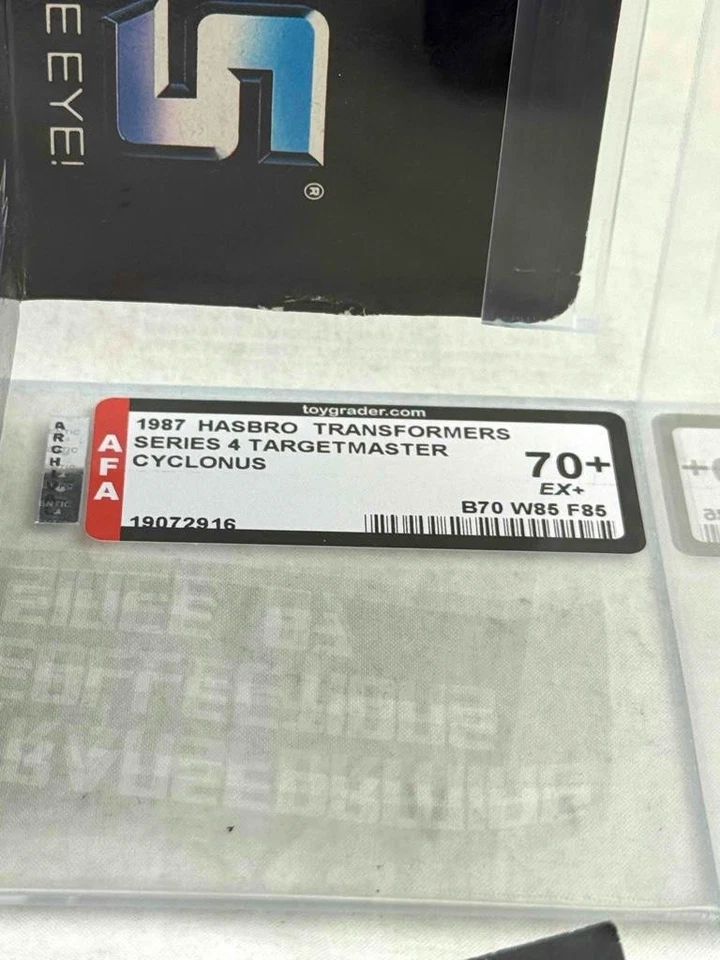 E EYE!
S
®
toygrader.com
AFA
1987 HASBRO TRANSFORMERS
SERIES 4 TARGETMASTER
CYCLONUS
70+
EX+
B70 W85 F85
19072916